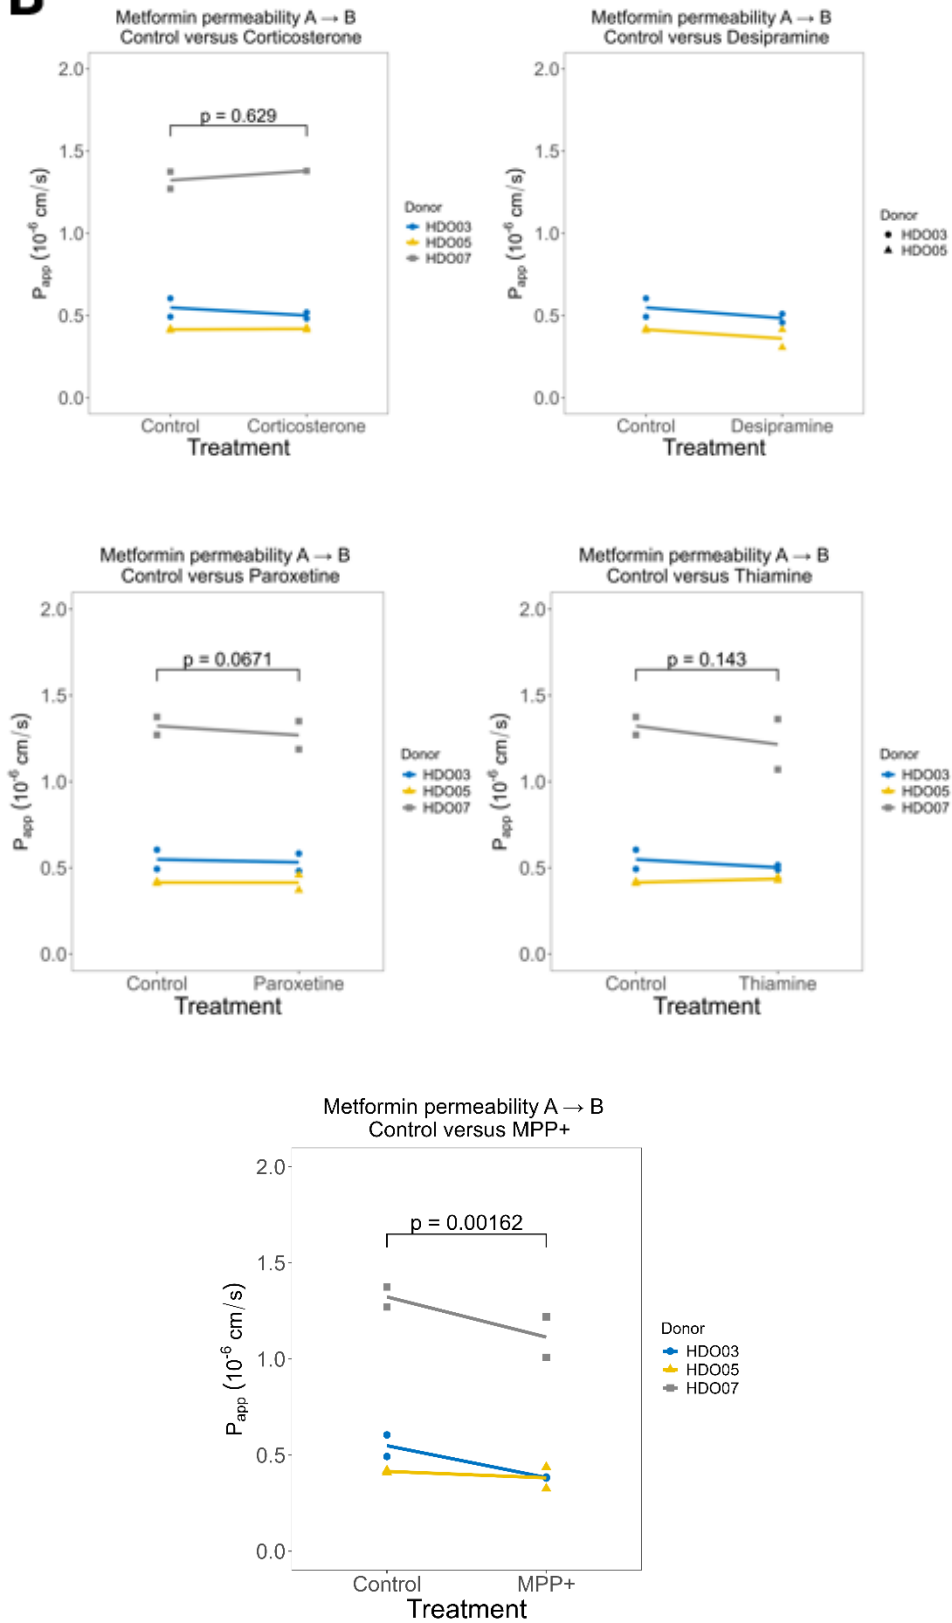 B
Metformin permeability A → B
Control versus Corticosterone
2.0
1.5
1.0
0.5
0.0
p = 0.629
Papp (10-6 cm/s)
Control Corticosterone
Treatment
Donor
HDO03
HDO05
HDO07
Metformin permeability A → B
Control versus Desipramine
2.0
1.5
1.0
0.5
0.0
Papp (10-6 cm/s)
Control Desipramine
Treatment
Donor
HDO03
HDO05
Metformin permeability A → B
Control versus Paroxetine
2.0
1.5
1.0
0.5
0.0
p = 0.0671
Papp (10-6 cm/s)
Control Paroxetine
Treatment
Donor
HDO03
HDO05
HDO07
Metformin permeability A → B
Control versus Thiamine
2.0
1.5
1.0
0.5
0.0
p = 0.143
Papp (10-6 cm/s)
Control Thiamine
Treatment
Donor
HDO03
HDO05
HDO07
Metformin permeability A → B
Control versus MPP+
2.0
1.5
1.0
0.5
0.0
p = 0.00162
Papp (10-6 cm/s)
Control MPP+
Treatment
Donor
HDO03
HDO05
HDO07